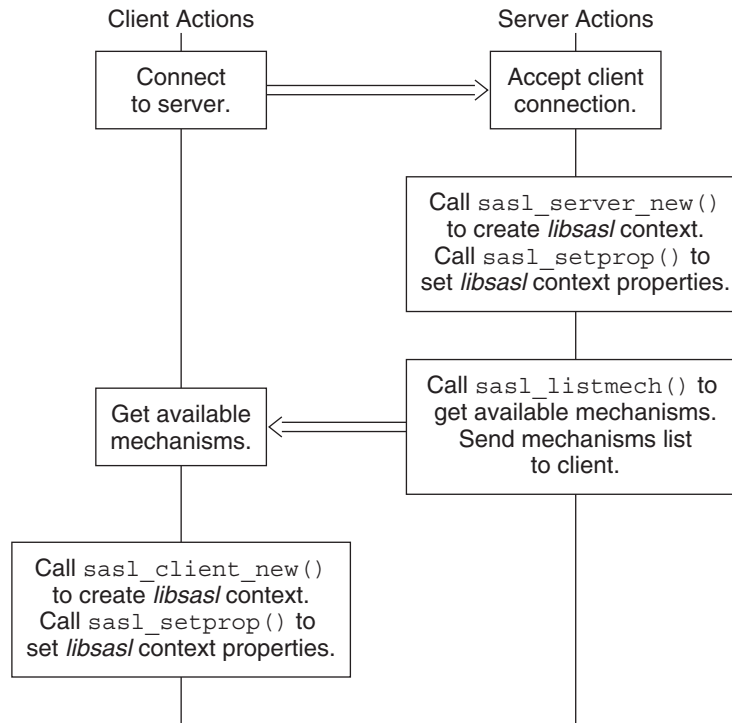 Client Actions
Server Actions
Connect
to server.
Accept client
connection.
Call sasl_server_new()
to create libsasl context.
Call sasl_setprop() to
set libsasl context properties.
Call sasl_listmech() to
get available mechanisms.
Send mechanisms list
to client.
Get available
mechanisms.
Call sasl_client_new()
to create libsasl context.
Call sasl_setprop() to
set libsasl context properties.